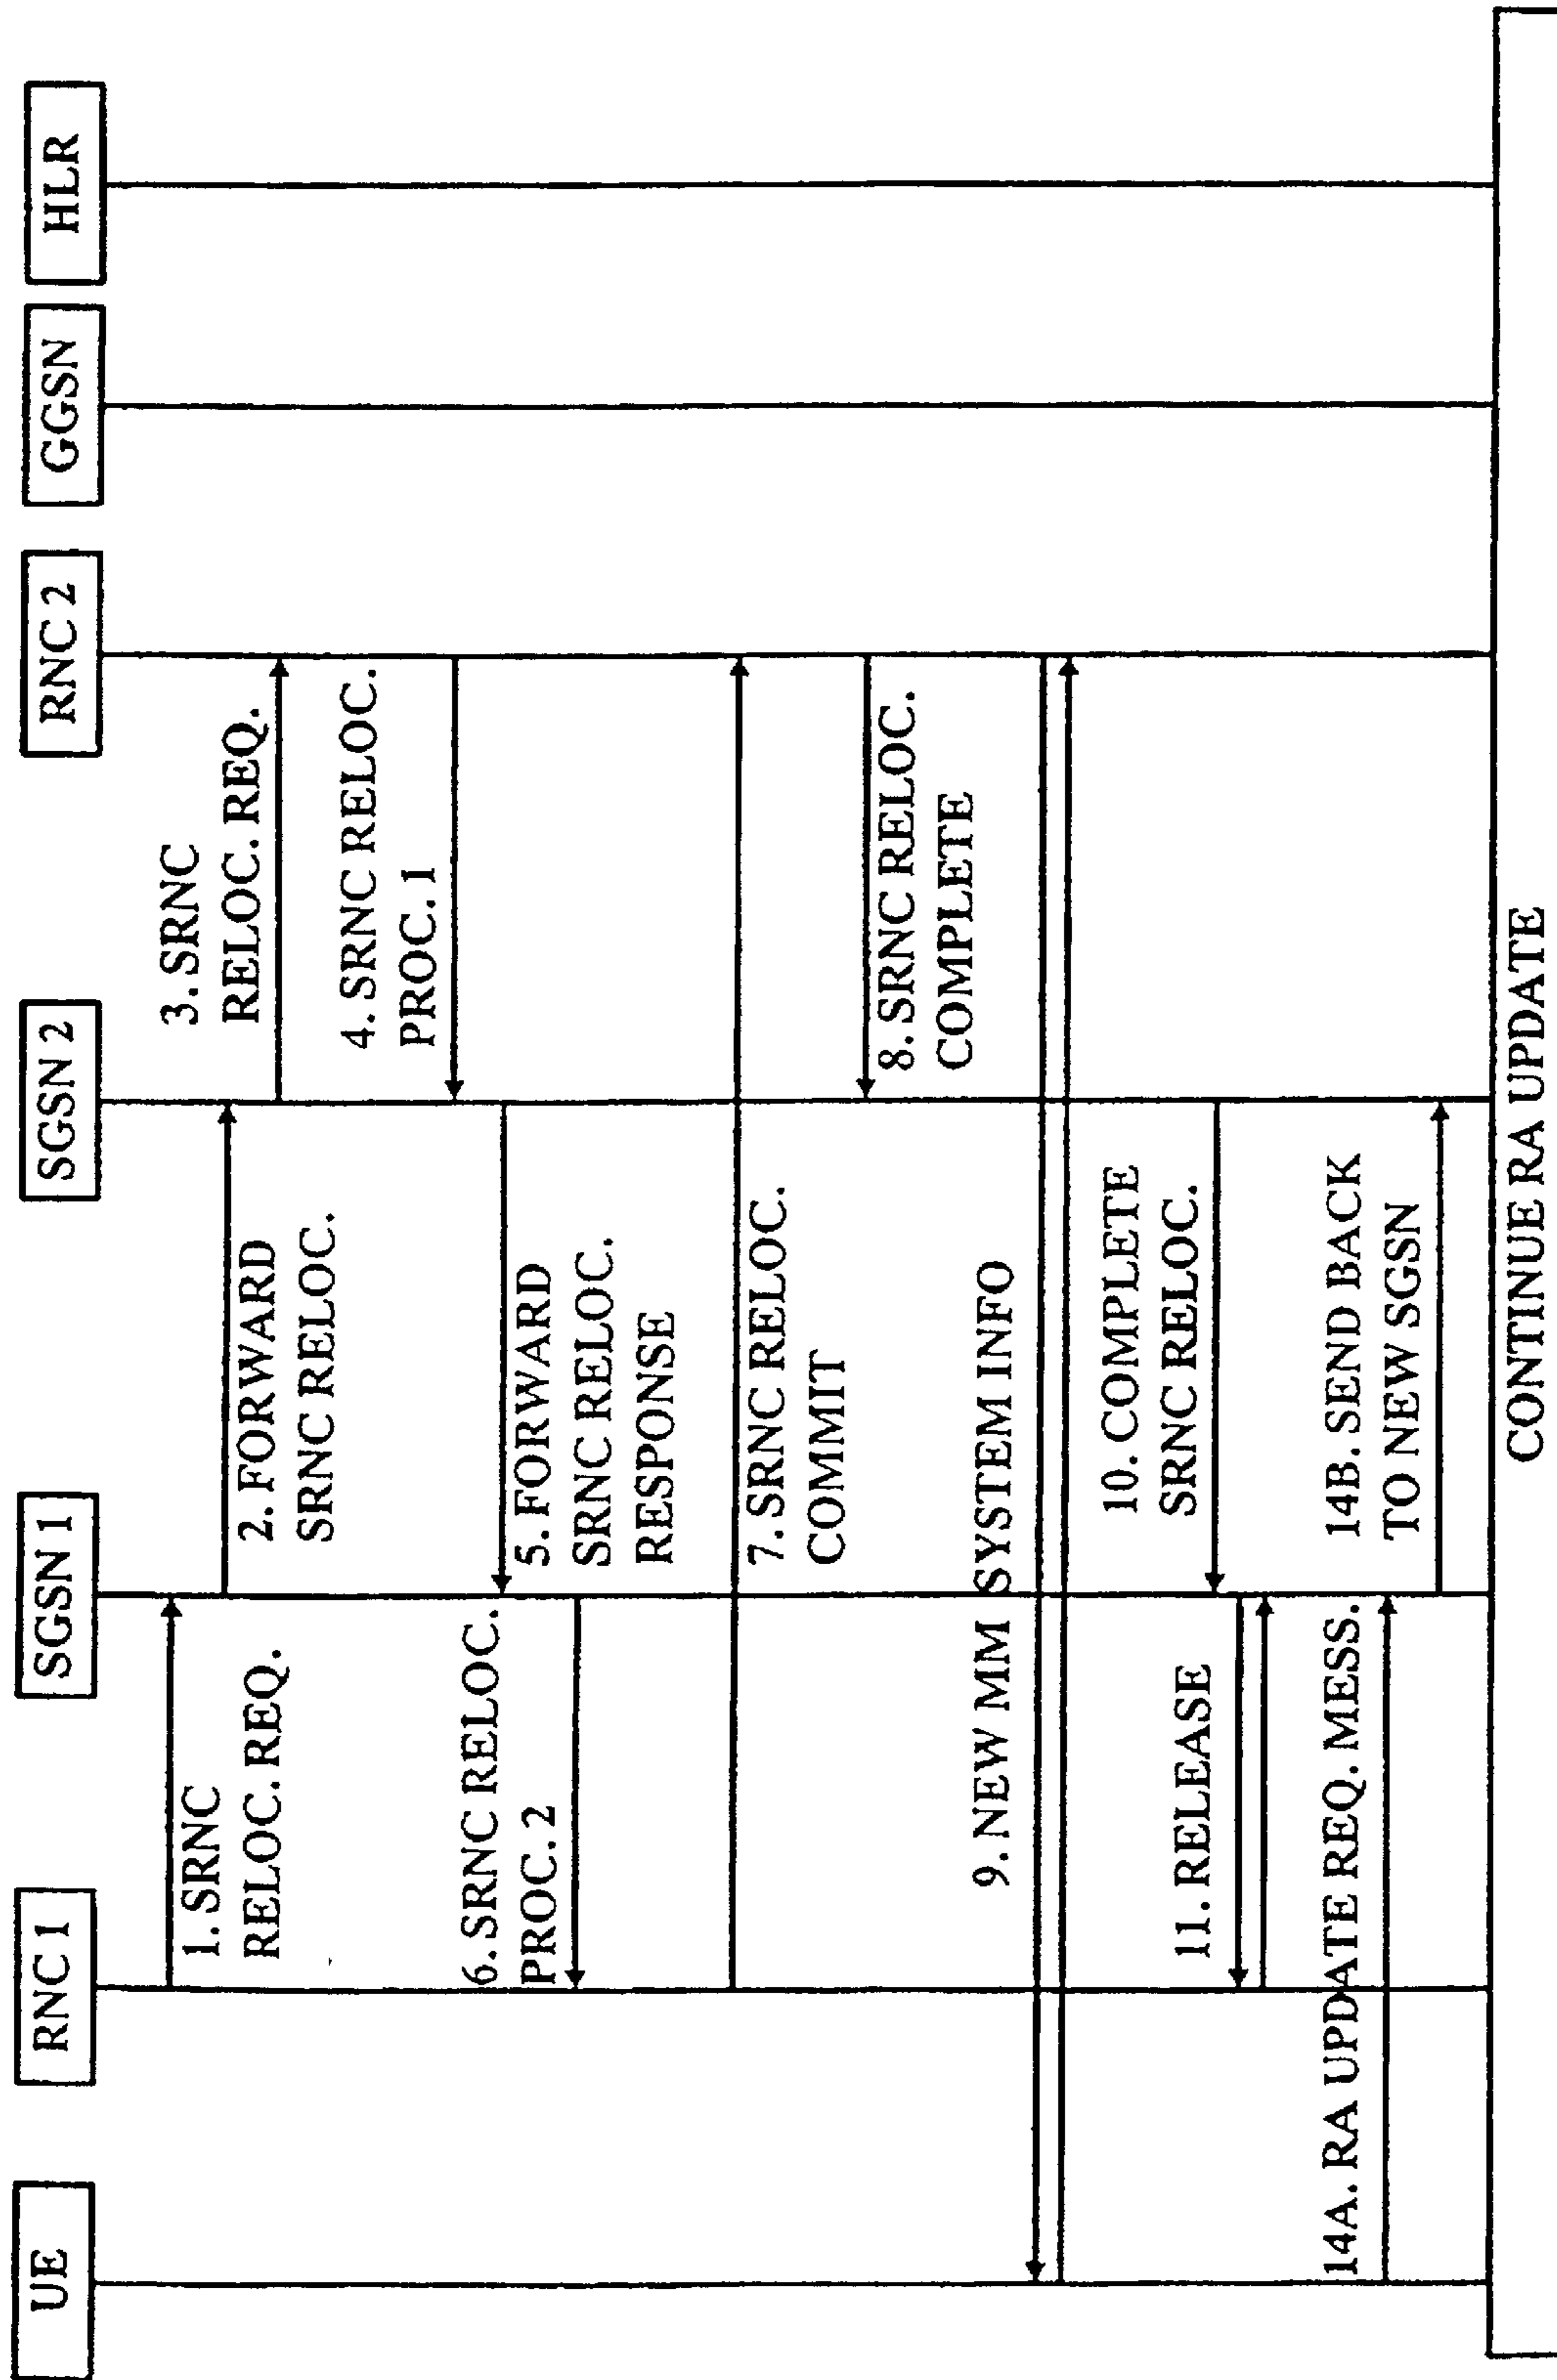 UE
RNC 1
SGSN 1
SGSN 2
RNC 2
GGSN
HLR
1. SRNC
RELOC. REQ.
2. FORWARD
SRNC RELOC.
3. SRNC
RELOC. REQ.
4. SRNC RELOC.
PROC. 1
5. FORWARD
SRNC RELOC.
RESPONSE
6. SRNC RELOC.
PROC. 2
7. SRNC RELOC.
COMMIT
8. SRNC RELOC.
COMPLETE
9. NEW MM SYSTEM INFO
10. COMPLETE
SRNC RELOC.
11. RELEASE
14A. RA UPDATE REQ. MESS.
14B. SEND BACK
TO NEW SGSN
CONTINUE RA UPDATE